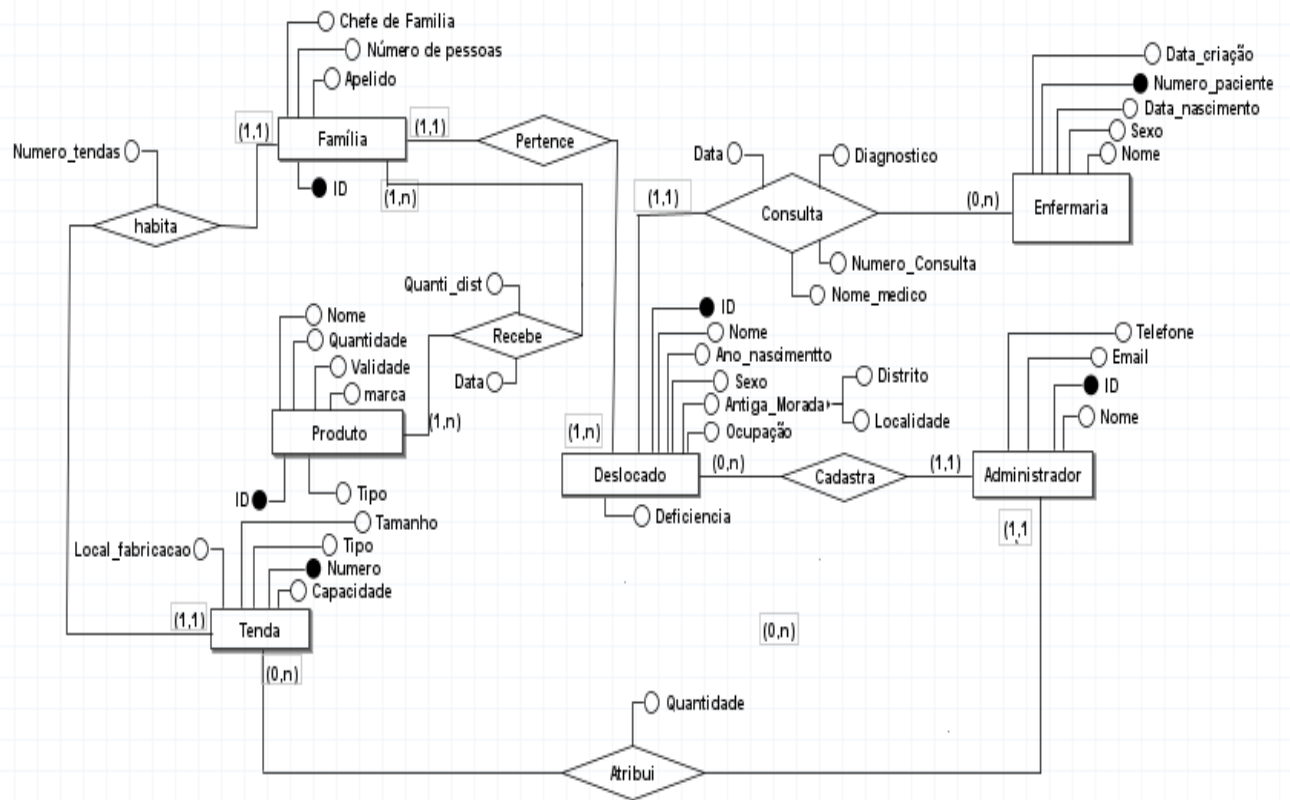 Chefe de Familia
Número de pessoas
Apelido
(1,1)
Família
(1,1)
ID
(1,n)
Pertence
Numero_tendas
habita
Data
Diagnostico
(1,1)
Consulta
(0,n)
Numero_Consulta
Nome_medico
Data_criação
Numero_paciente
Data_nascimento
Sexo
Nome
Enfermaria
Quanti_dist
Recebe
Data
Nome
Quantidade
Validade
marca
Produto
(1,n)
ID
Tipo
ID
Nome
Ano_nascimentto
Sexo
Antiga_Morada
Distrito
Localidade
Ocupação
(1,n)
Deslocado
(0,n)
Deficiencia
Cadastra
(1,1)
Telefone
Email
ID
Nome
Administrador
(1,1
Tamanho
Local_fabricacao
Tipo
Numero
Capacidade
(1,1)
Tenda
(0,n)
(0,n)
Quantidade
Atribui